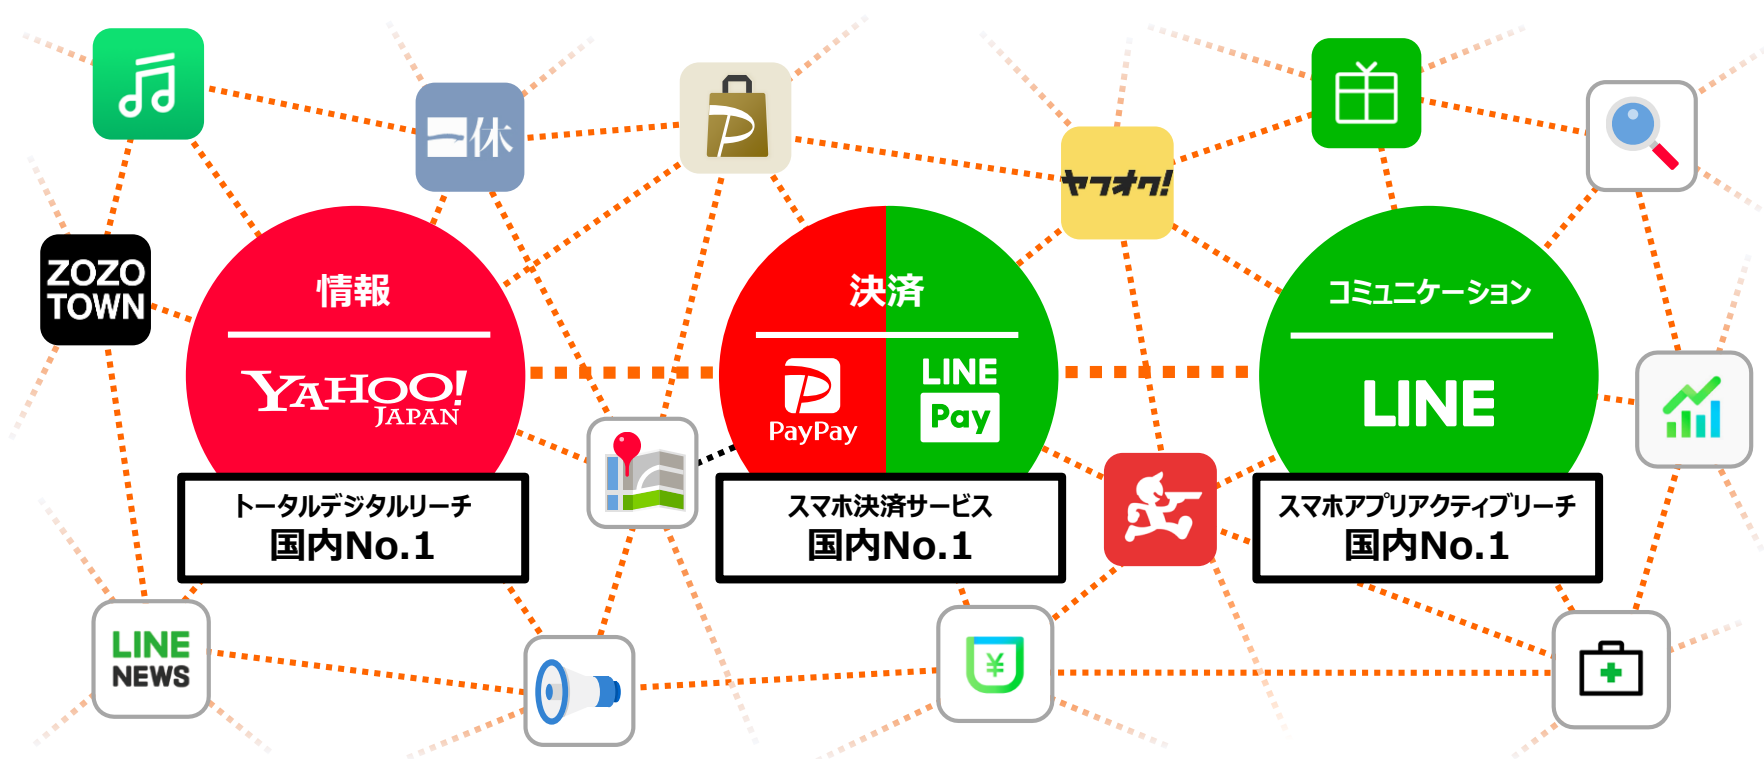 一休
P
ヤフオク!
ZOZO
TOWN
情報
YAHOO!
JAPAN
トータルデジタルリーチ
国内No.1
決済
P
PayPay
LINE
Pay
スマホ決済サービス
国内No.1
コミュニケーション
LINE
スマホアプリアクティブリーチ
国内No.1
LINE
NEWS
¥